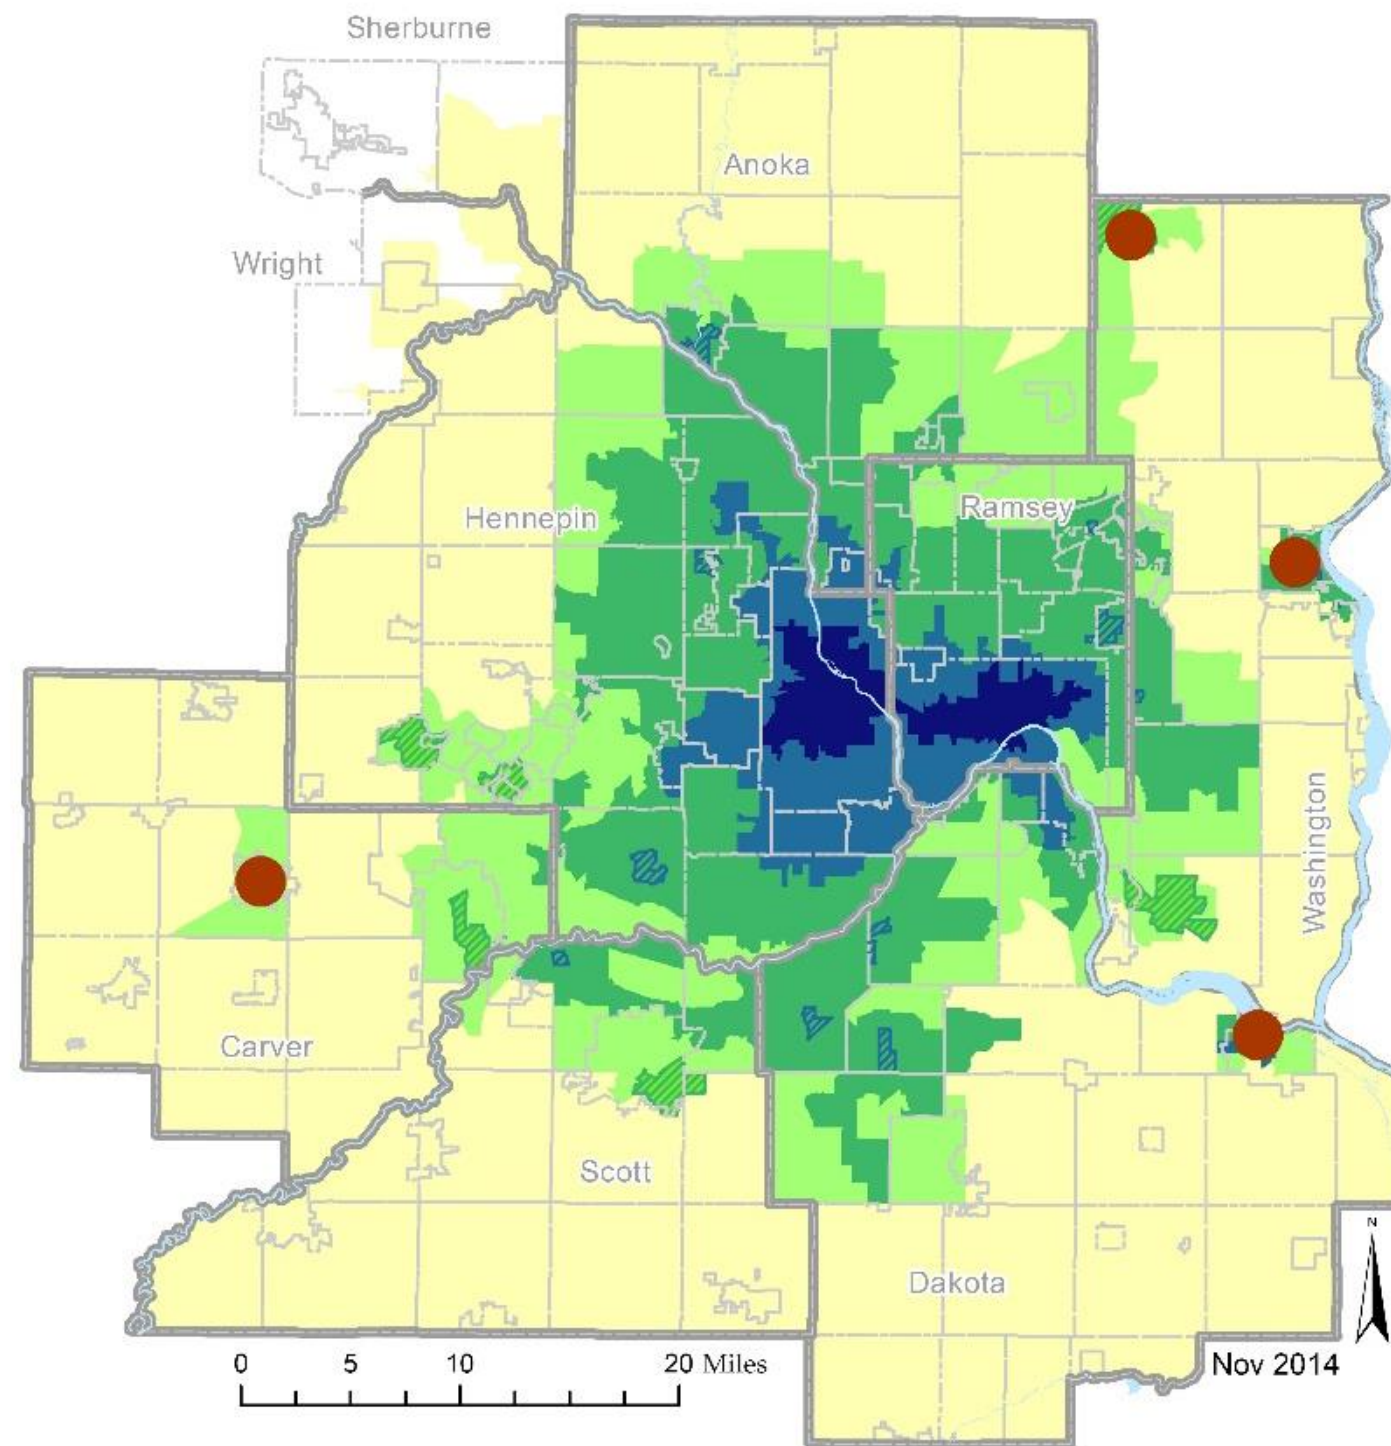 Sherburne
Anoka
Wright
Ramsey
Hennepin
Washington
Carver
Scott
Dakota
N
0 5 10 20 Miles
Nov 2014